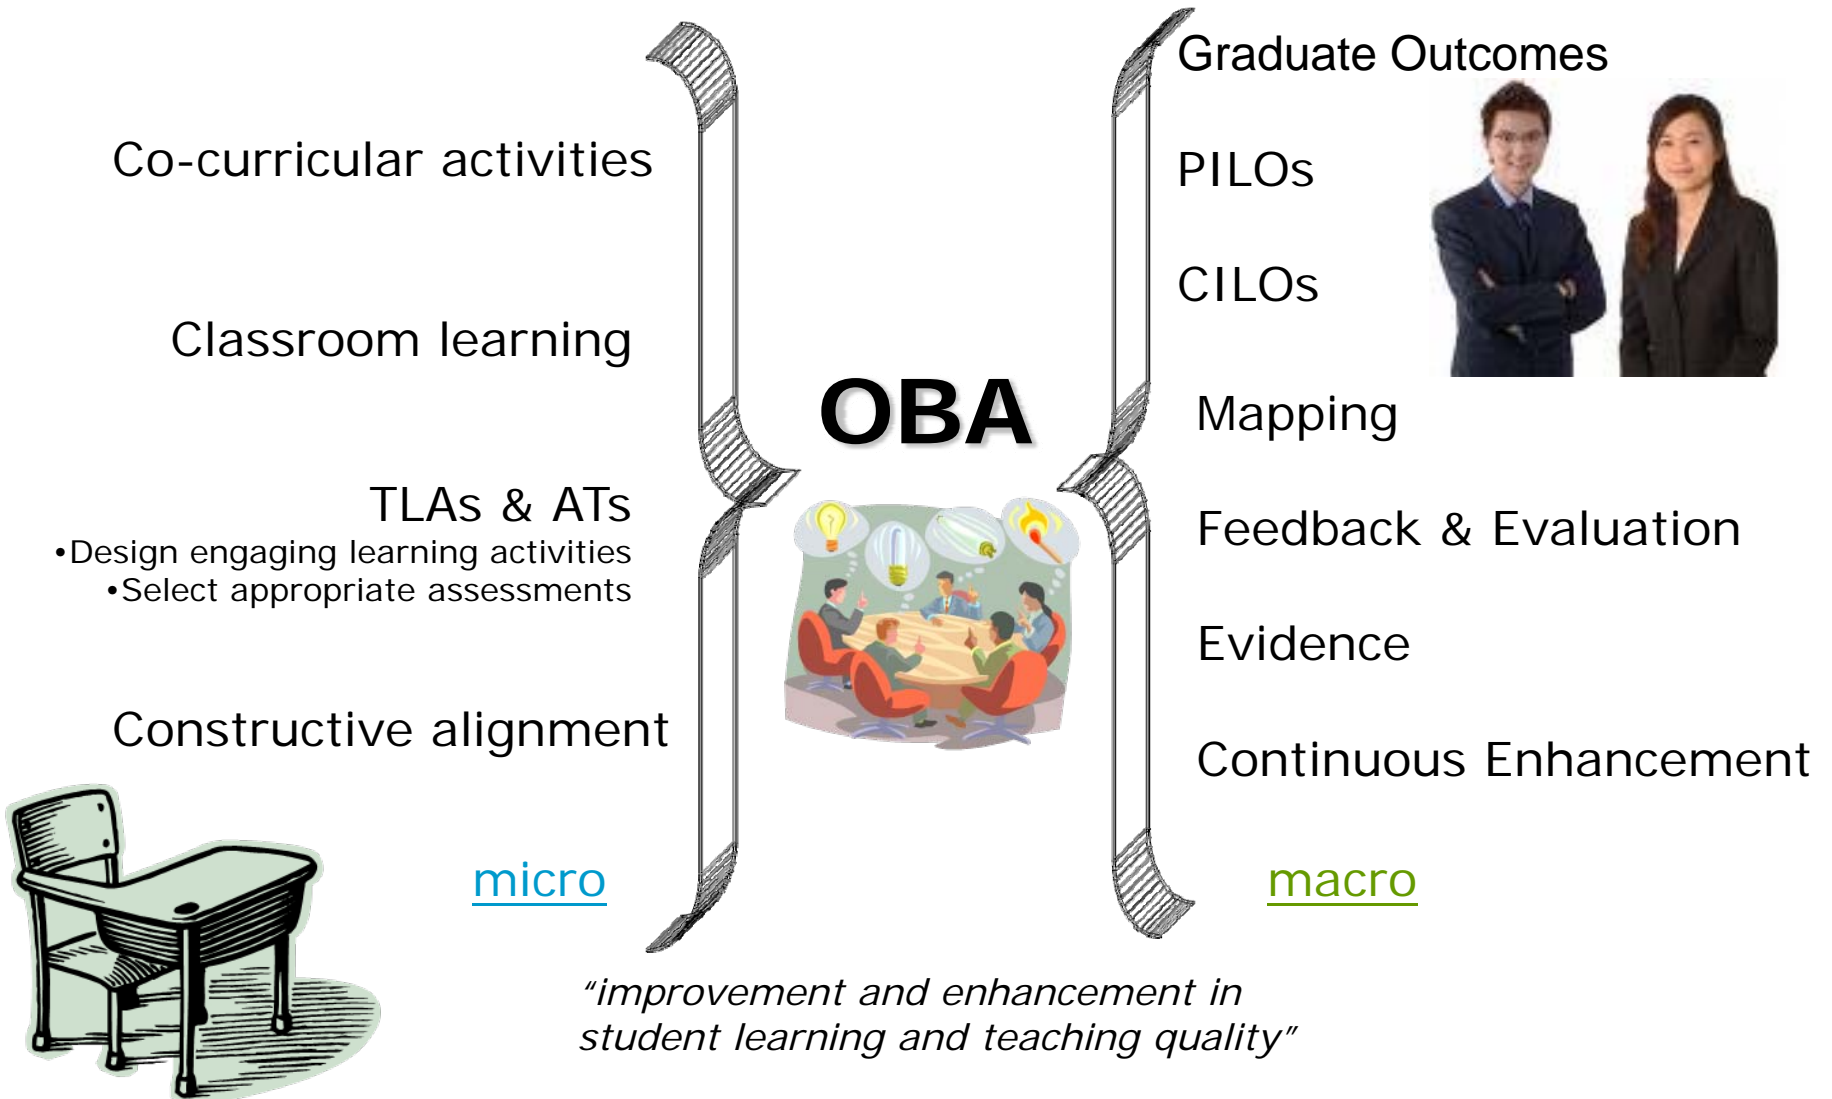 Co-curricular activities
Classroom learning
TLAs & ATs
•Design engaging learning activities
•Select appropriate assessments
Constructive alignment
micro
OBA
Graduate Outcomes
PILOs
CILOs
Mapping
Feedback & Evaluation
Evidence
Continuous Enhancement
macro
“improvement and enhancement in
student learning and teaching quality”